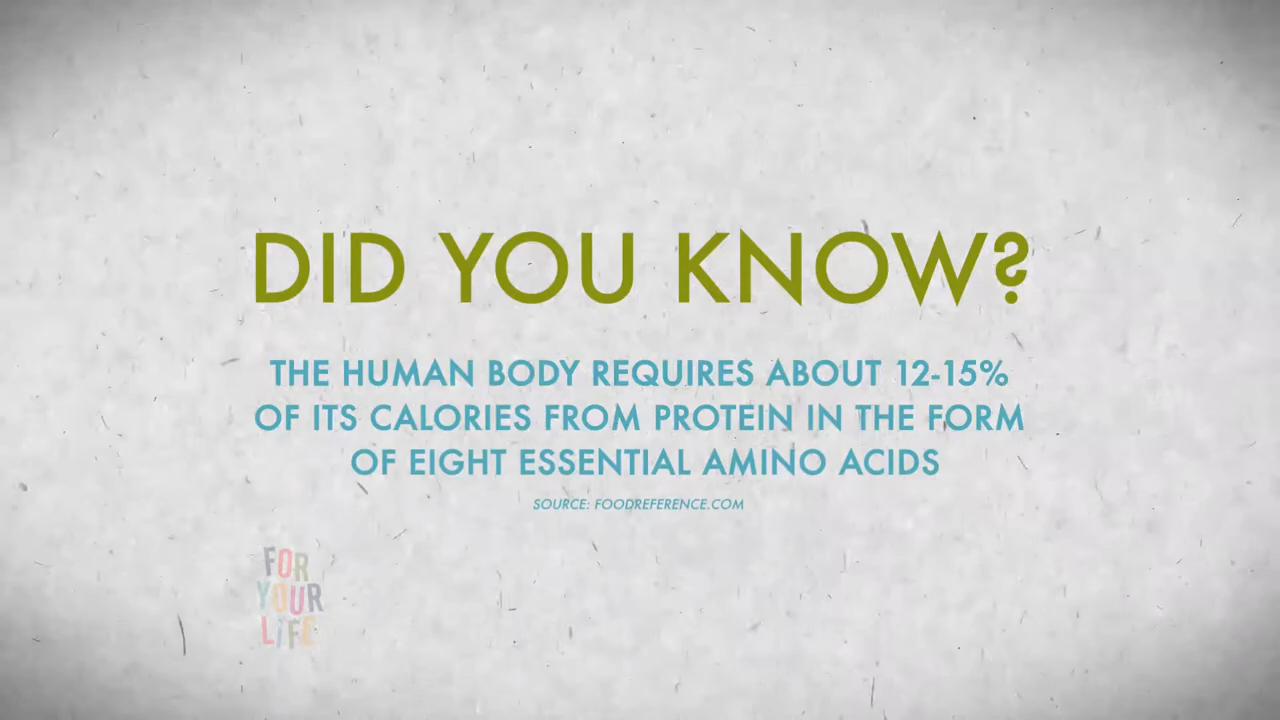 DID YOU KNOW?
THE HUMAN BODY REQUIRES ABOUT 12-15%
OF ITS CALORIES FROM PROTEIN IN THE FORM
OF EIGHT ESSENTIAL AMINO ACIDS
SOURCE: FOODREFERENCE.COM
FOR
YOUR
LIFE